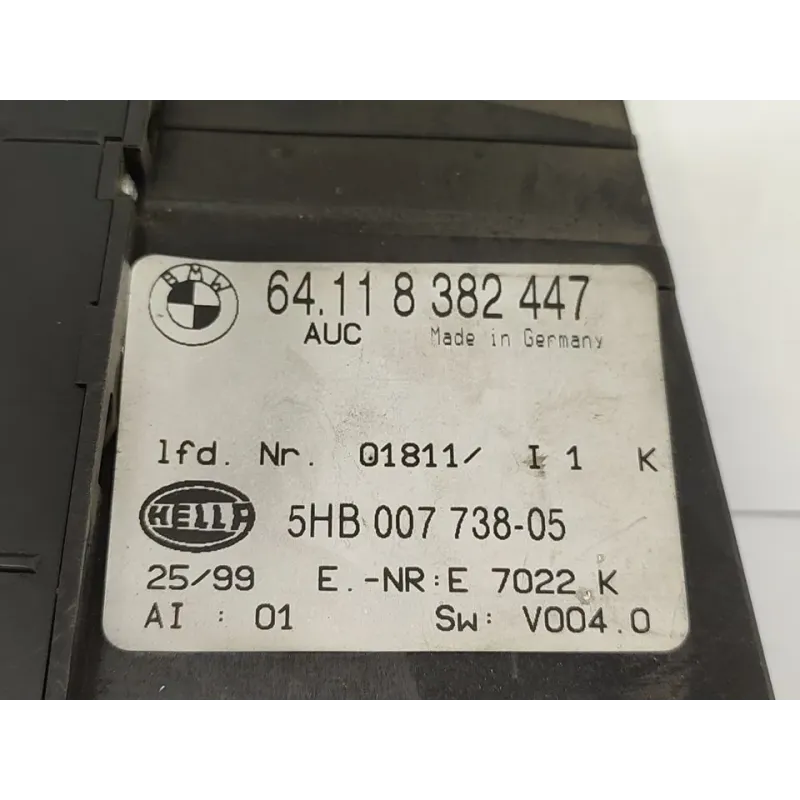 BMW 64.11 8 382 447
AUC Made in Germany
lfd. Nr. 01811/ I 1 K
HELLA 5HB 007 738-05
25/99 E.-NR:E 7022 K
AI : 01 Sw: V004.0